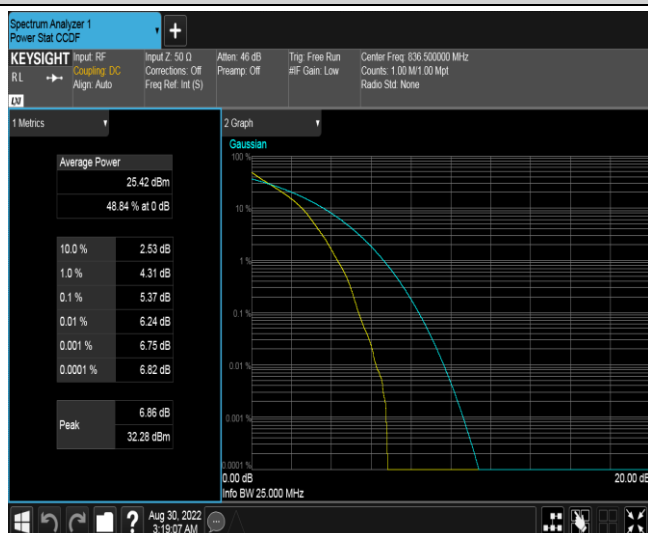 Spectrum Analyzer 1
Power Stat CCDF
+
KEYSIGHT
R L
LXI
Input: RF
Coupling: DC
Align: Auto
Input Z: 50 Ω
Corrections: Off
Freq Ref: Int (S)
Atten: 46 dB
Preamp: Off
Trig: Free Run
#IF Gain: Low
Center Freq: 836.500000 MHz
Counts: 1.00 M/1.00 Mpt
Radio Std: None
1 Metrics
Average Power
25.42 dBm
48.84 % at 0 dB
10.0 % 2.53 dB
1.0 % 4.31 dB
0.1 % 5.37 dB
0.01 % 6.24 dB
0.001 % 6.75 dB
0.0001 % 6.82 dB
Peak
6.86 dB
32.28 dBm
2 Graph
Gaussian
100 %
10 %
1 %
0.1 %
0.01 %
0.001 %
0.0001 %
0.00 dB
20.00 dB
Info BW 25.000 MHz
?
Aug 30, 2022
3:19:07 AM